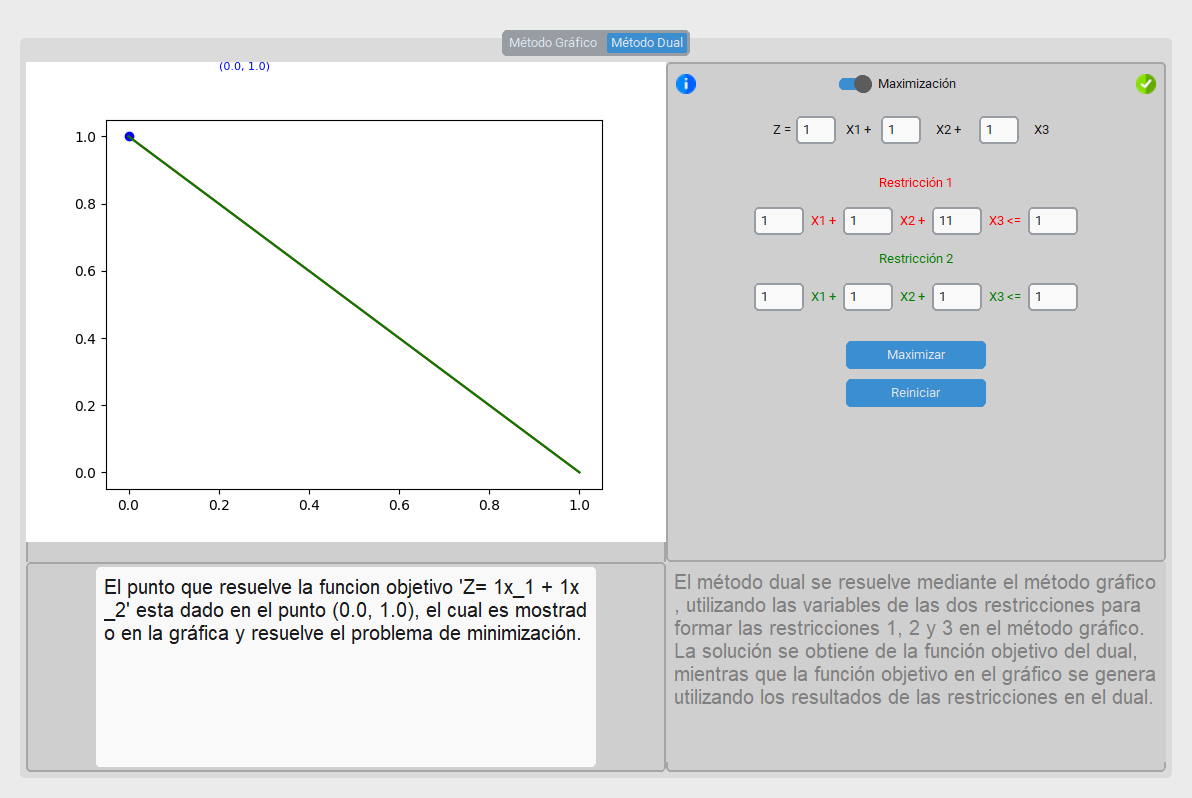 Método Gráfico Método Dual
(0.0, 1.0)
1.0
0.8
0.6
0.4
0.2
0.0
0.0 0.2 0.4 0.6 0.8 1.0
i Maximización
Z = 1 X1 + 1 X2 + 1 X3
Restricción 1
1 X1 + 1 X2 + 11 X3 <= 1
Restricción 2
1 X1 + 1 X2 + 1 X3 <= 1
Maximizar
Reiniciar
El punto que resuelve la funcion objetivo 'Z= 1x_1 + 1x
_2' esta dado en el punto (0.0, 1.0), el cual es mostrad
o en la gráfica y resuelve el problema de minimización.
El método dual se resuelve mediante el método gráfico
, utilizando las variables de las dos restricciones para
formar las restricciones 1, 2 y 3 en el método gráfico.
La solución se obtiene de la función objetivo del dual,
mientras que la función objetivo en el gráfico se genera
utilizando los resultados de las restricciones en el dual.